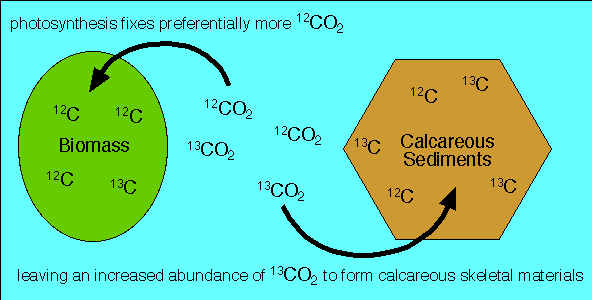 photosynthesis fixes preferentially more ¹²CO₂
¹²C
¹²C
Biomass
¹²C
¹³C
¹²CO₂
¹²CO₂
¹³CO₂
¹³CO₂
¹²C
¹³C
¹³C
Calcareous
Sediments
¹²C
¹³C
leaving an increased abundance of ¹³CO₂ to form calcareous skeletal materials